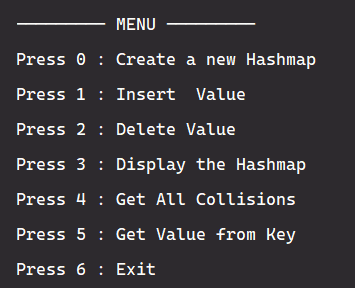 ───────── MENU ─────────
Press 0 : Create a new Hashmap
Press 1 : Insert  Value
Press 2 : Delete Value
Press 3 : Display the Hashmap
Press 4 : Get All Collisions
Press 5 : Get Value from Key
Press 6 : Exit